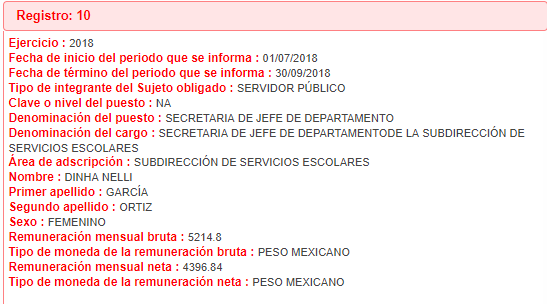 Registro: 10
Ejercicio : 2018
Fecha de inicio del periodo que se informa : 01/07/2018
Fecha de término del periodo que se informa : 30/09/2018
Tipo de integrante del Sujeto obligado : SERVIDOR PÚBLICO
Clave o nivel del puesto : NA
Denominación del puesto : SECRETARIA DE JEFE DE DEPARTAMENTO
Denominación del cargo : SECRETARIA DE JEFE DE DEPARTAMENTODE LA SUBDIRECCIÓN DE
SERVICIOS ESCOLARES
Área de adscripción : SUBDIRECCIÓN DE SERVICIOS ESCOLARES
Nombre : DINHA NELLI
Primer apellido : GARCÍA
Segundo apellido : ORTIZ
Sexo : FEMENINO
Remuneración mensual bruta : 5214.8
Tipo de moneda de la remuneración bruta : PESO MEXICANO
Remuneración mensual neta : 4396.84
Tipo de moneda de la remuneración neta : PESO MEXICANO